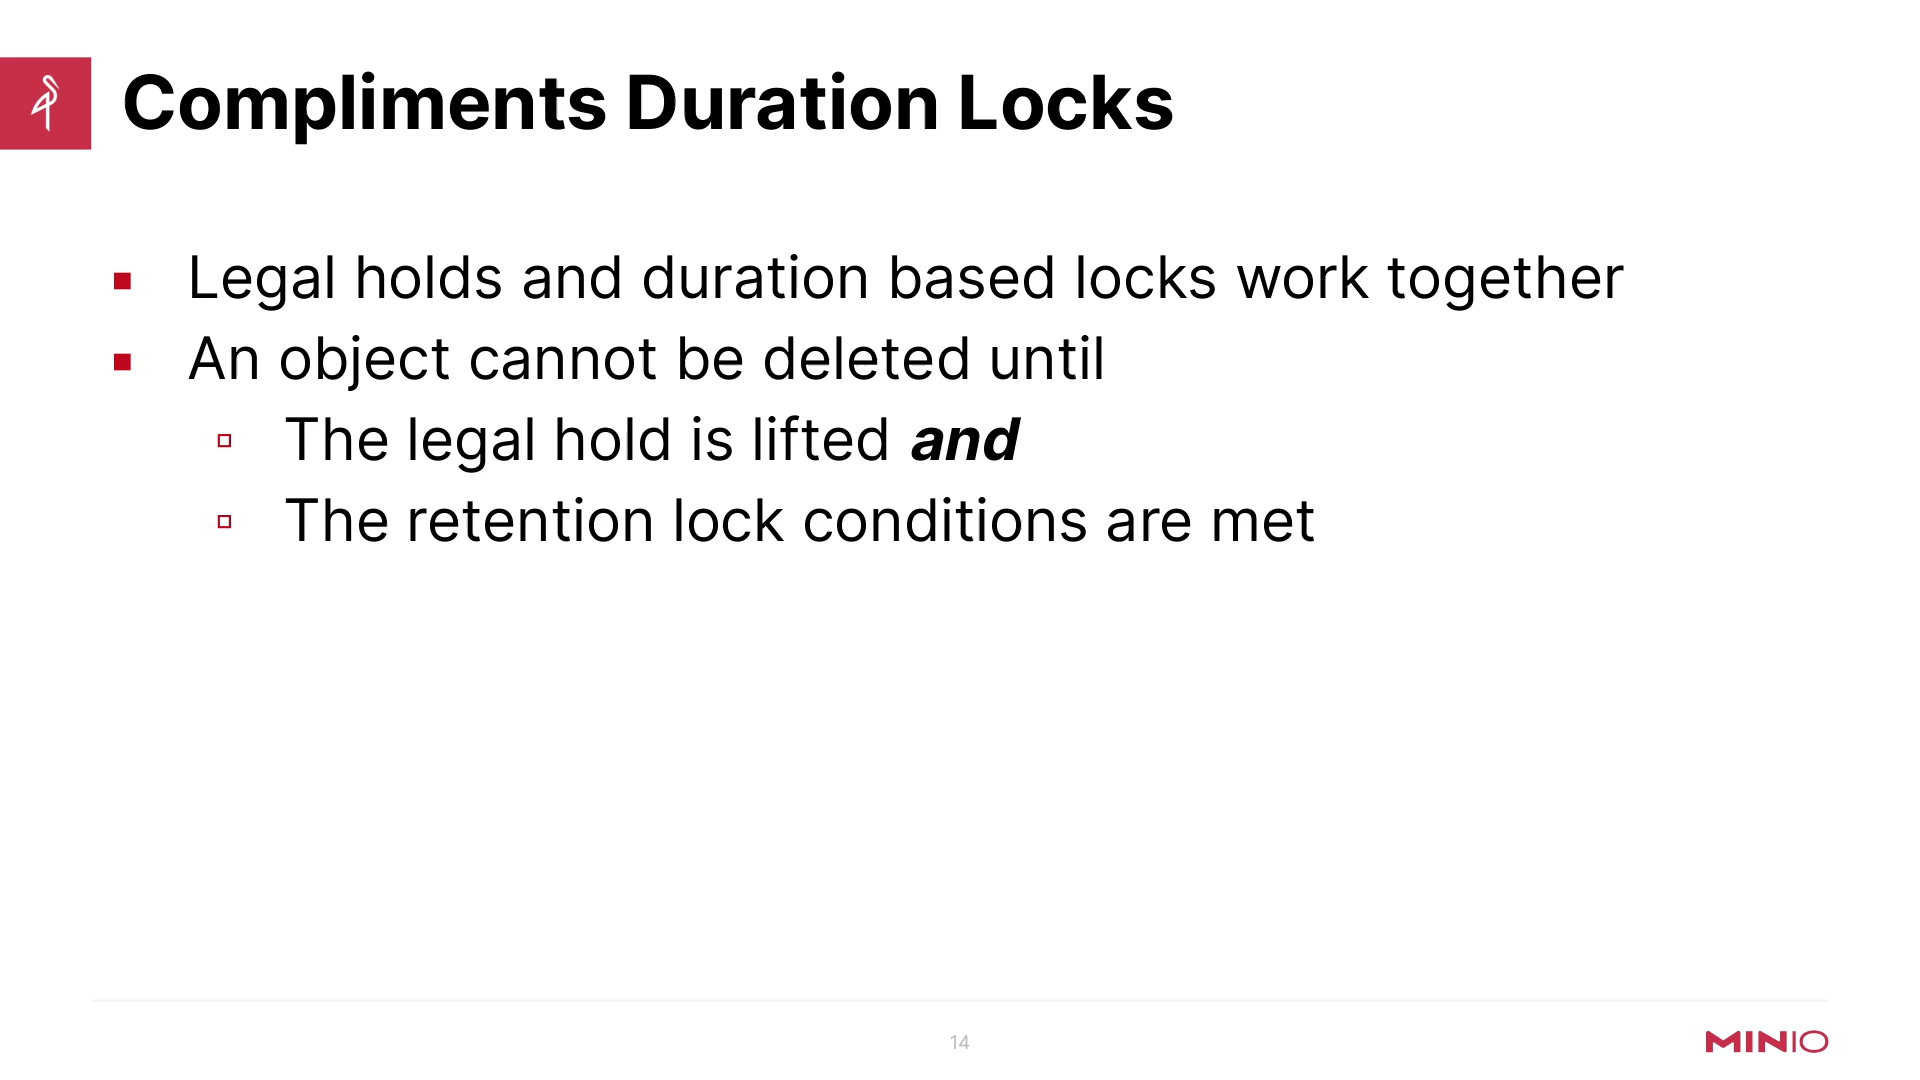 Compliments Duration Locks
▪ Legal holds and duration based locks work together
▪ An object cannot be deleted until
▫ The legal hold is lifted and
▫ The retention lock conditions are met
14
MINIO